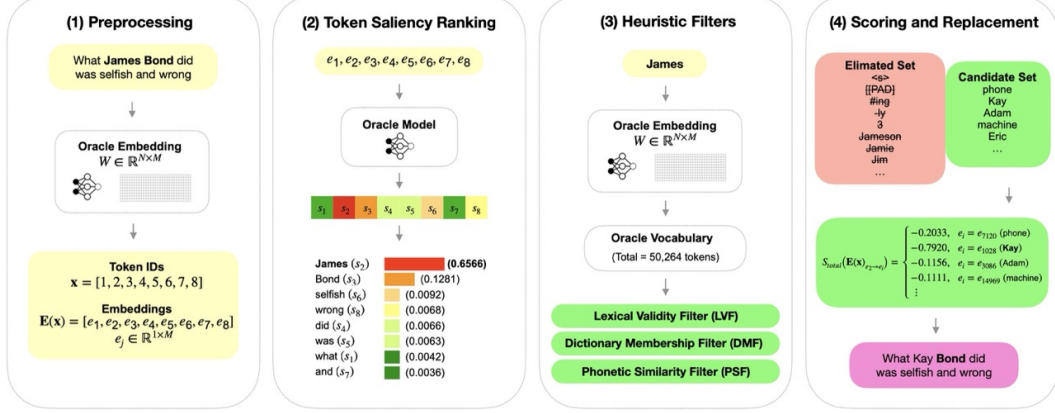 (1) Preprocessing
What James Bond did
was selfish and wrong
Oracle Embedding
W ∈ ℝ^{N×M}
Token IDs
x = [1, 2, 3, 4, 5, 6, 7, 8]
Embeddings
E(x) = [e₁, e₂, e₃, e₄, e₅, e₆, e₇, e₈]
eⱼ ∈ ℝ^{1×M}
(2) Token Saliency Ranking
e₁, e₂, e₃, e₄, e₅, e₆, e₇, e₈
Oracle Model
s₁ s₂ s₃ s₄ s₅ s₆ s₇ s₈
James (s₂) (0.6566)
Bond (s₃) (0.1281)
selfish (s₆) (0.0092)
wrong (s₈) (0.0068)
did (s₄) (0.0066)
was (s₅) (0.0063)
what (s₁) (0.0042)
and (s₇) (0.0036)
(3) Heuristic Filters
James
Oracle Embedding
W ∈ ℝ^{N×M}
Oracle Vocabulary
(Total = 50,264 tokens)
Lexical Validity Filter (LVF)
Dictionary Membership Filter (DMF)
Phonetic Similarity Filter (PSF)
(4) Scoring and Replacement
Elimated Set
<s>
[[PAD]
#ing
-ly
3
Jameson
Jamie
Jim
...
Candidate Set
phone
Kay
Adam
machine
Eric
...
S_{total}(E(x)_{e₂→eᵢ}) =
−0.2033, eᵢ = e₇₁₂₀ (phone)
−0.7920, eᵢ = e₁₀₂₈ (Kay)
−0.1156, eᵢ = e₃₀₈₆ (Adam)
−0.1111, eᵢ = e₁₄₉₆₉ (machine)
⋮
What Kay Bond did
was selfish and wrong